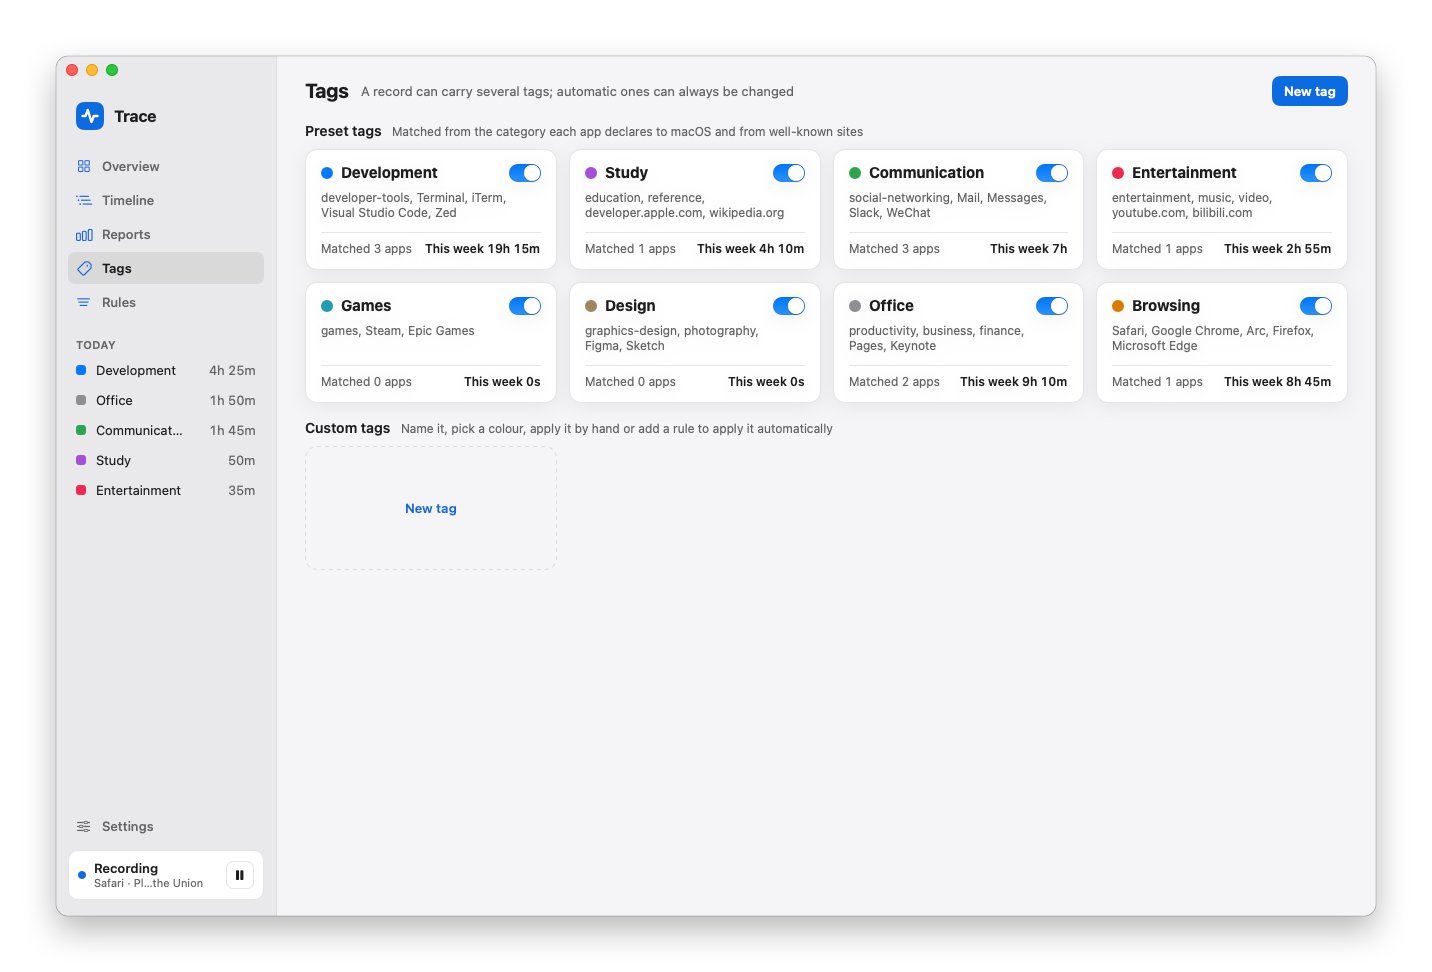 Trace
Overview
Timeline
Reports
Tags
Rules
TODAY
Development 4h 25m
Office 1h 50m
Communicat... 1h 45m
Study 50m
Entertainment 35m
Settings
Recording
Safari · Pl...the Union
Tags A record can carry several tags; automatic ones can always be changed
New tag
Preset tags Matched from the category each app declares to macOS and from well-known sites
Development
developer-tools, Terminal, iTerm,
Visual Studio Code, Zed
Matched 3 apps This week 19h 15m
Study
education, reference,
developer.apple.com, wikipedia.org
Matched 1 apps This week 4h 10m
Communication
social-networking, Mail, Messages,
Slack, WeChat
Matched 3 apps This week 7h
Entertainment
entertainment, music, video,
youtube.com, bilibili.com
Matched 1 apps This week 2h 55m
Games
games, Steam, Epic Games
Matched 0 apps This week 0s
Design
graphics-design, photography,
Figma, Sketch
Matched 0 apps This week 0s
Office
productivity, business, finance,
Pages, Keynote
Matched 2 apps This week 9h 10m
Browsing
Safari, Google Chrome, Arc, Firefox,
Microsoft Edge
Matched 1 apps This week 8h 45m
Custom tags Name it, pick a colour, apply it by hand or add a rule to apply it automatically
New tag